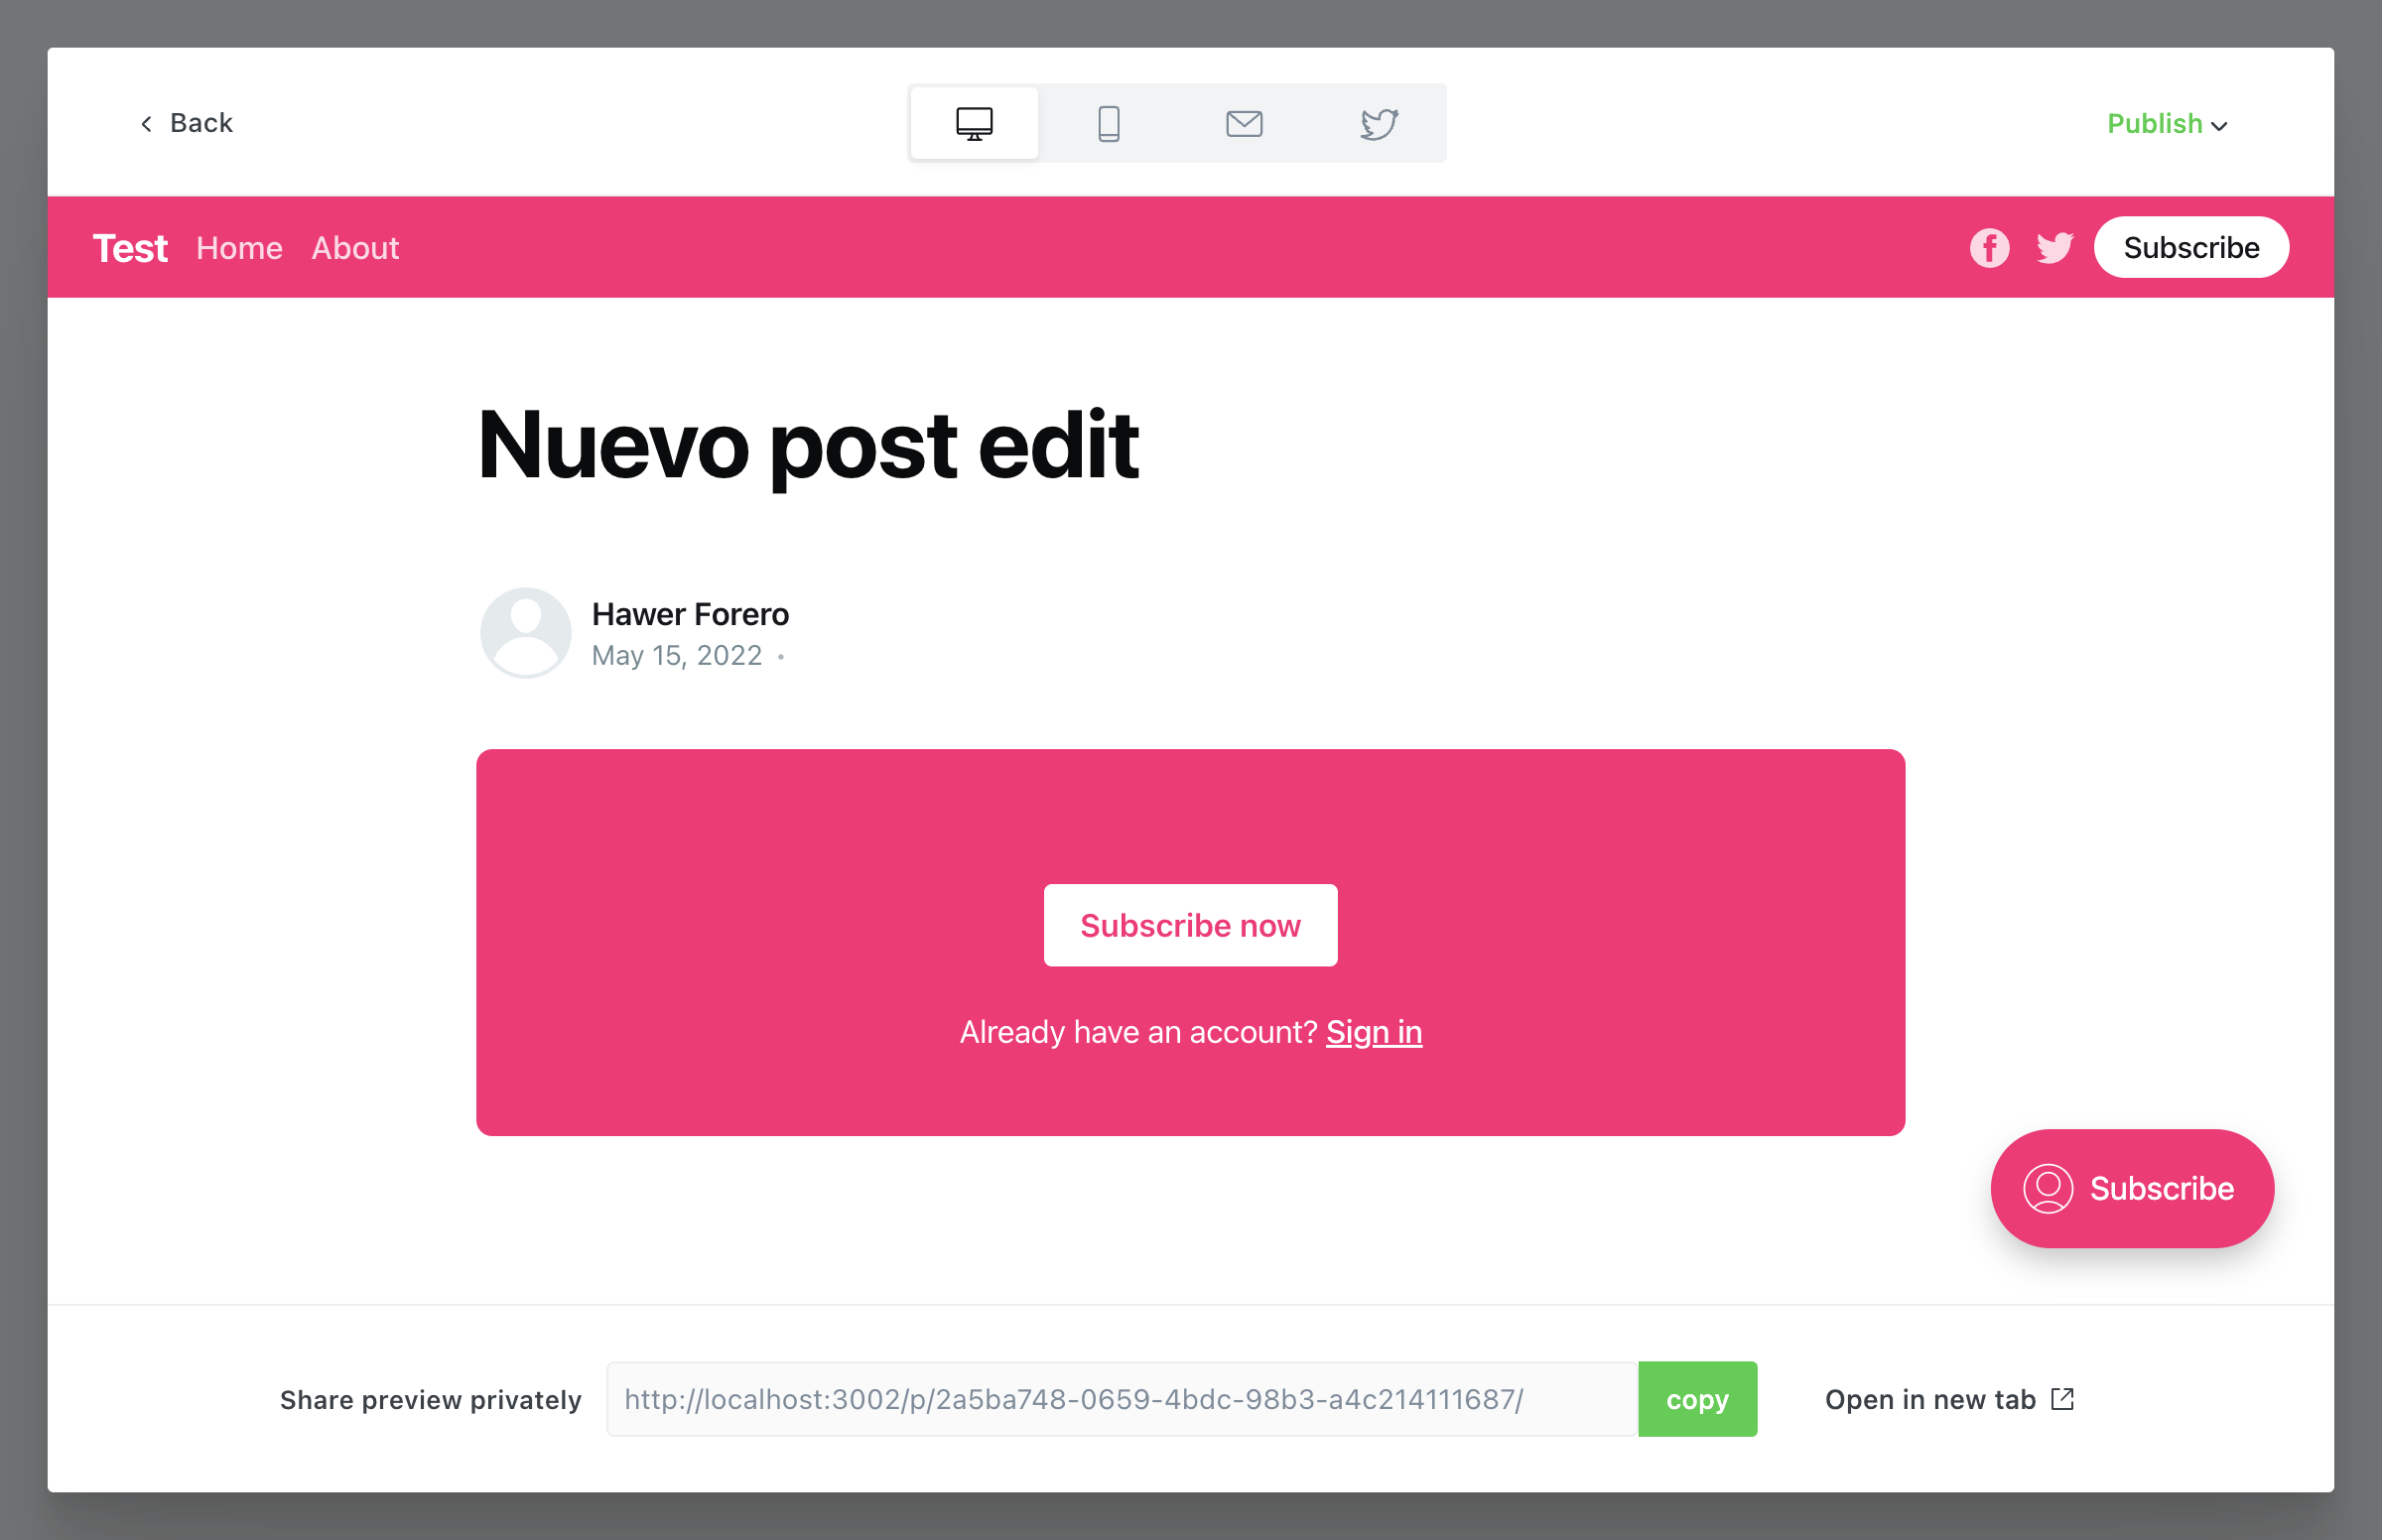 Back
Publish
Test Home About
Subscribe
Nuevo post edit
Hawer Forero
May 15, 2022 •
Subscribe now
Already have an account? Sign in
Subscribe
Share preview privately http://localhost:3002/p/2a5ba748-0659-4bdc-98b3-a4c214111687/ copy Open in new tab